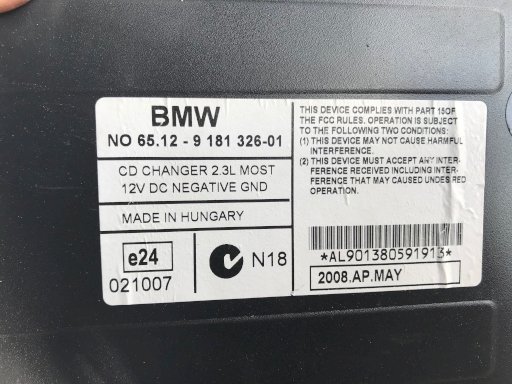 BMW
NO 65.12 - 9 181 326-01
CD CHANGER 2.3L MOST
12V DC NEGATIVE GND
MADE IN HUNGARY
e24
021007
N18
THIS DEVICE COMPLIES WITH PART 15OF
THE FCC RULES. OPERATION IS SUBJECT
TO THE FOLLOWING TWO CONDITIONS:
(1) THIS DEVICE MAY NOT CAUSE HARMFUL
INTERFERENCE.
(2) THIS DEVICE MUST ACCEPT ANY INTER-
FERENCE RECEIVED INCLUDING INTER-
FERENCE THAT MAY CAUSED UNDESIRED
OPERATION.
*AL901380591913*
2008.AP.MAY